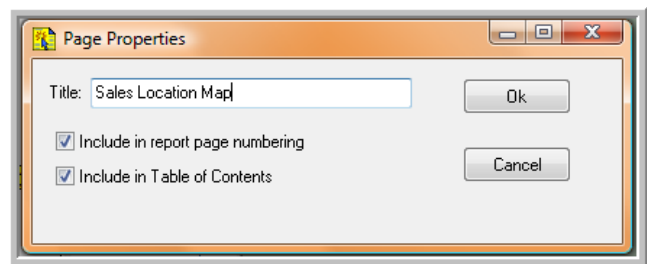 Page Properties
Title: Sales Location Map
Ok
Include in report page numbering
Cancel
Include in Table of Contents